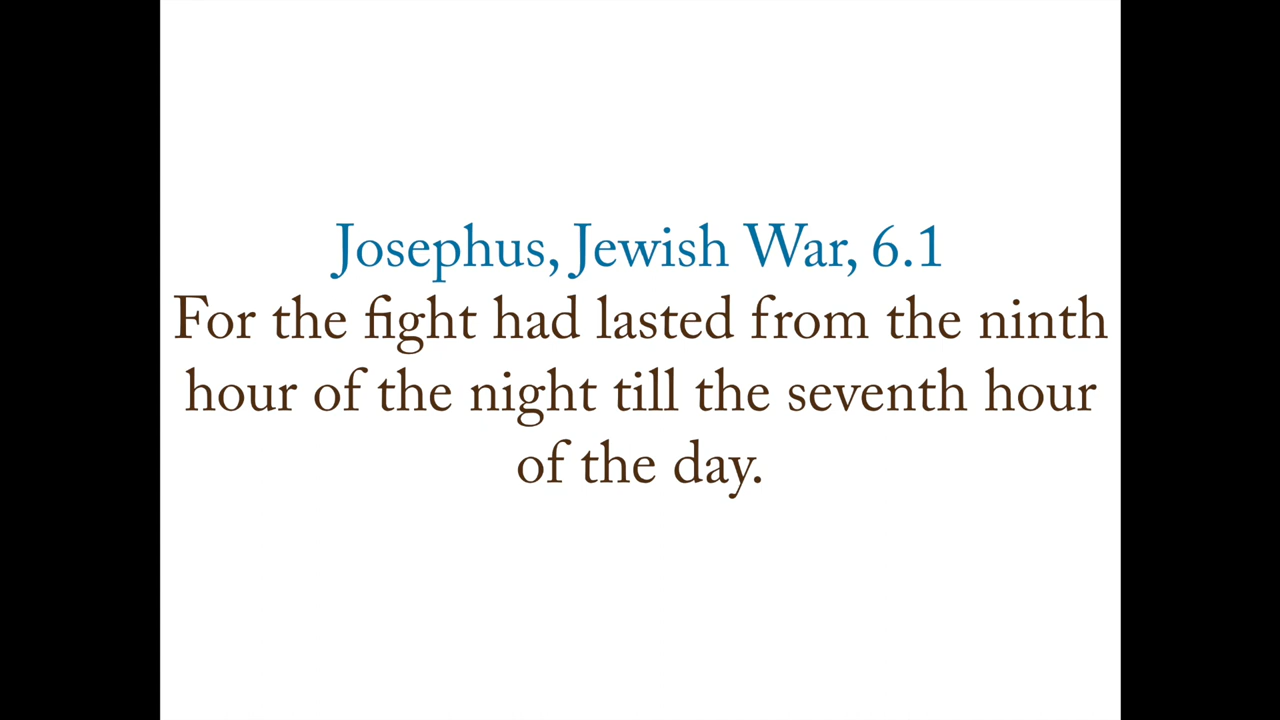 Josephus, Jewish War, 6.1
For the fight had lasted from the ninth
hour of the night till the seventh hour
of the day.